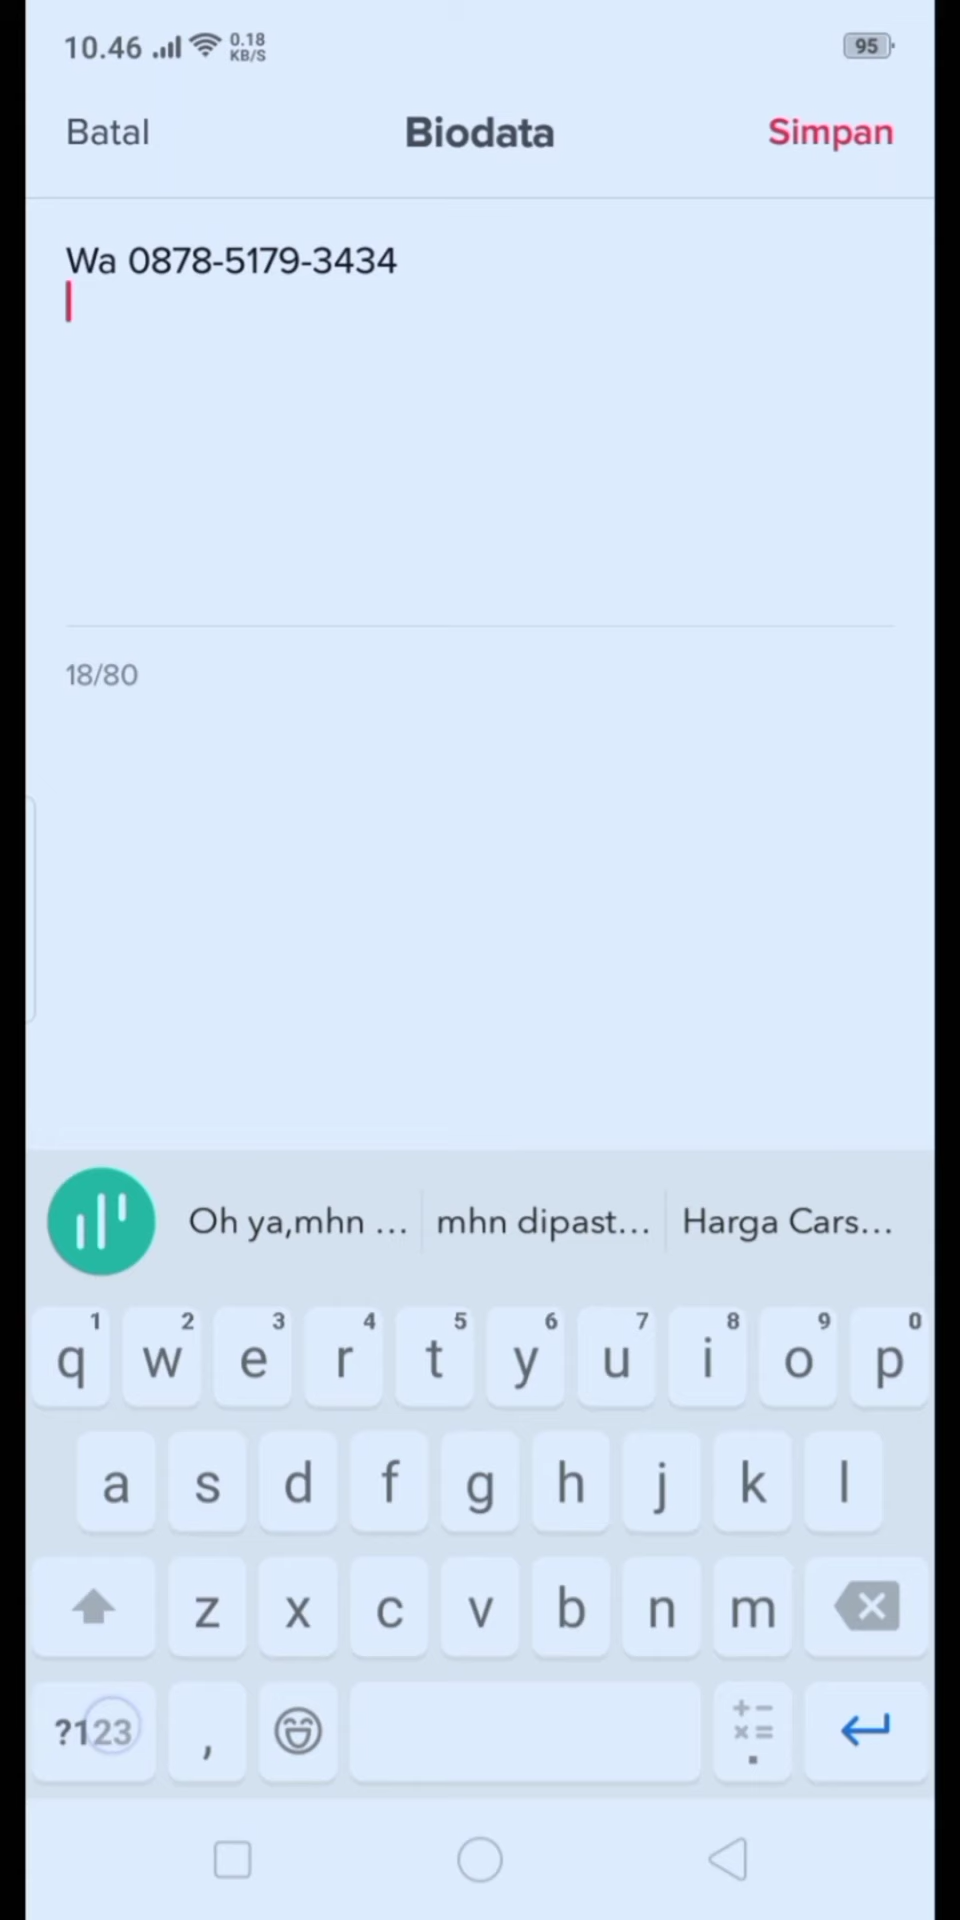 10.46 0.18 KB/S 95
Batal Biodata Simpan
Wa 0878-5179-3434
18/80
Oh ya,mhn ... mhn dipast... Harga Cars...
1 2 3 4 5 6 7 8 9 0
q w e r t y u i o p
a s d f g h j k l
z x c v b n m
?123 , + − × = .